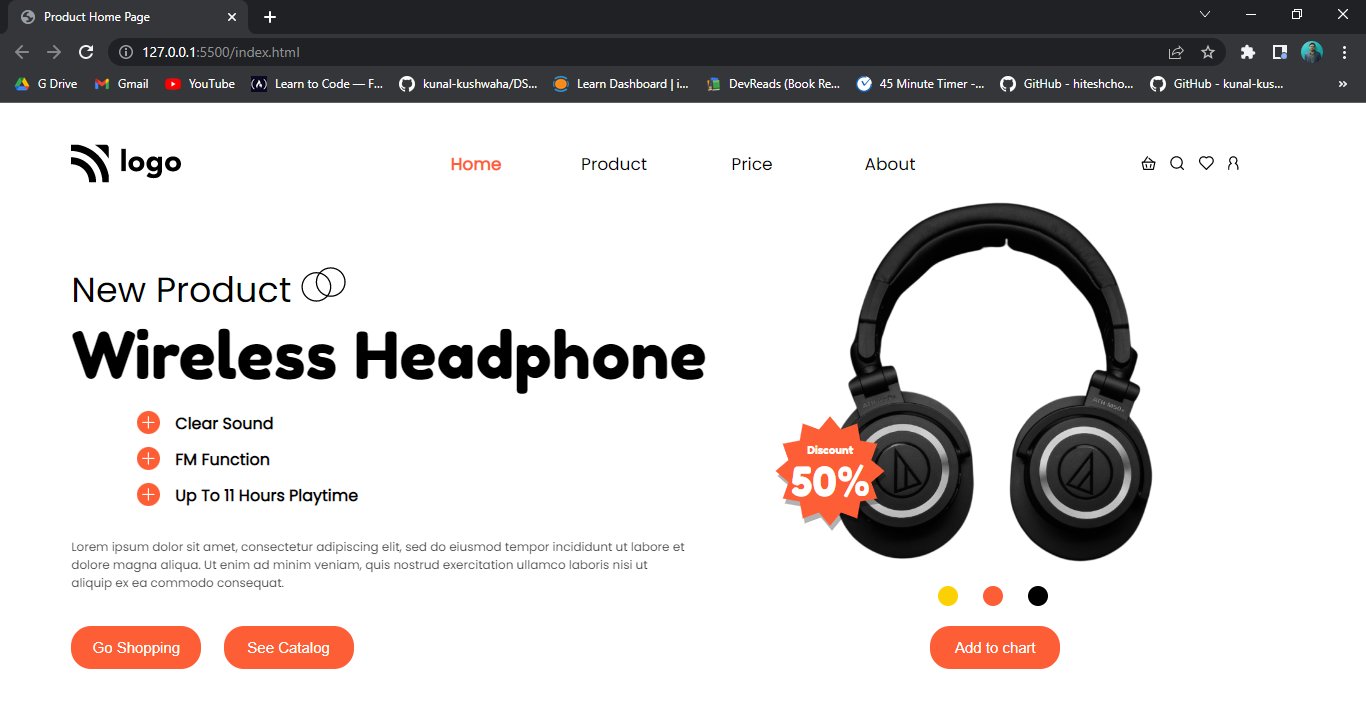 Product Home Page
127.0.0.1:5500/index.html
G Drive Gmail YouTube Learn to Code — F... kunal-kushwaha/DS... Learn Dashboard | i... DevReads (Book Re... 45 Minute Timer -... GitHub - hiteshcho... GitHub - kunal-kus... »
logo Home Product Price About
New Product
Wireless Headphone
Clear Sound
FM Function
Up To 11 Hours Playtime
Discount
50%
Lorem ipsum dolor sit amet, consectetur adipiscing elit, sed do eiusmod tempor incididunt ut labore et
dolore magna aliqua. Ut enim ad minim veniam, quis nostrud exercitation ullamco laboris nisi ut
aliquip ex ea commodo consequat.
Go Shopping See Catalog Add to chart